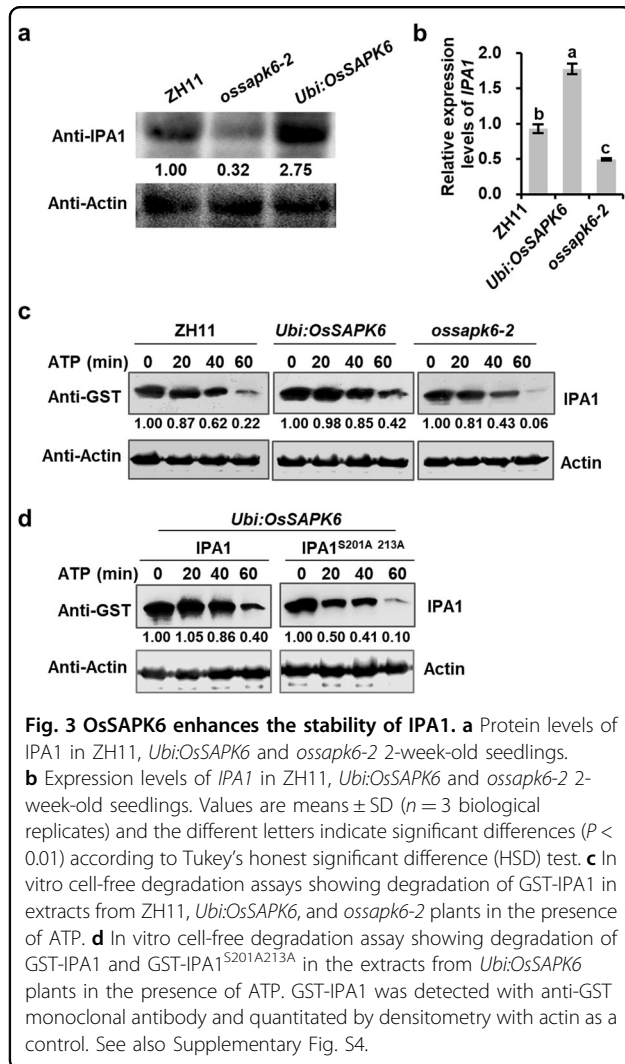 a
ZH11 ossapk6-2 Ubi:OsSAPK6
Anti-IPA1
1.00 0.32 2.75
Anti-Actin
b
Relative expression
levels of IPA1
2.0
1.5
1.0
0.5
0.0
b a c
ZH11 Ubi:OsSAPK6 ossapk6-2
c
ZH11 Ubi:OsSAPK6 ossapk6-2
ATP (min) 0 20 40 60 0 20 40 60 0 20 40 60
Anti-GST IPA1
1.00 0.87 0.62 0.22 1.00 0.98 0.85 0.42 1.00 0.81 0.43 0.06
Anti-Actin Actin
d
Ubi:OsSAPK6
IPA1 IPA1S201A 213A
ATP (min) 0 20 40 60 0 20 40 60
Anti-GST IPA1
1.00 1.05 0.86 0.40 1.00 0.50 0.41 0.10
Anti-Actin Actin
Fig. 3 OsSAPK6 enhances the stability of IPA1. a Protein levels of
IPA1 in ZH11, Ubi:OsSAPK6 and ossapk6-2 2-week-old seedlings.
b Expression levels of IPA1 in ZH11, Ubi:OsSAPK6 and ossapk6-2 2-
week-old seedlings. Values are means ± SD (n = 3 biological
replicates) and the different letters indicate significant differences (P <
0.01) according to Tukey's honest significant difference (HSD) test. c In
vitro cell-free degradation assays showing degradation of GST-IPA1 in
extracts from ZH11, Ubi:OsSAPK6, and ossapk6-2 plants in the presence
of ATP. d In vitro cell-free degradation assay showing degradation of
GST-IPA1 and GST-IPA1S201A213A in the extracts from Ubi:OsSAPK6
plants in the presence of ATP. GST-IPA1 was detected with anti-GST
monoclonal antibody and quantitated by densitometry with actin as a
control. See also Supplementary Fig. S4.